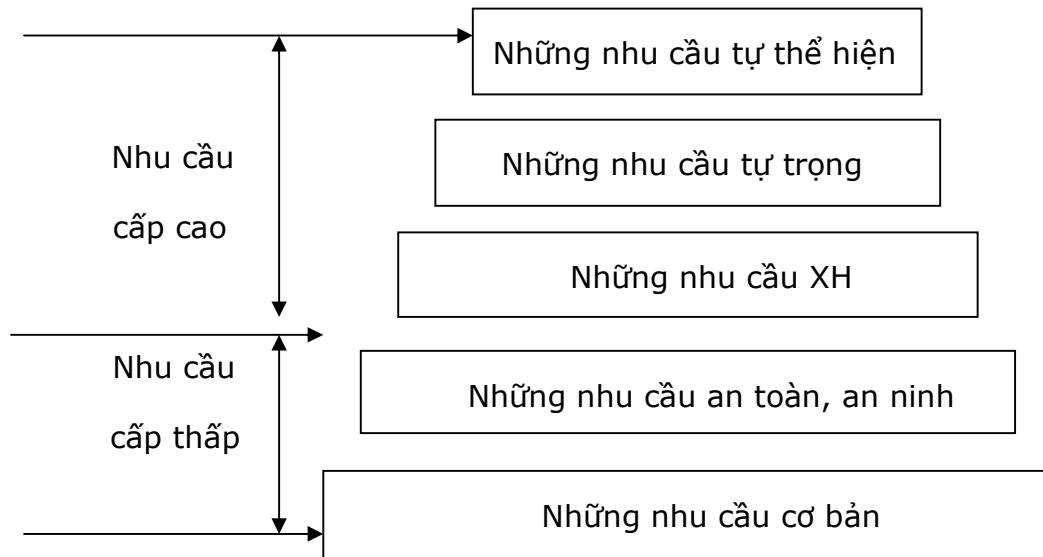 Những nhu cầu tự thể hiện
Những nhu cầu tự trọng
Nhu cầu
cấp cao
Những nhu cầu XH
Nhu cầu
cấp thấp
Những nhu cầu an toàn, an ninh
Những nhu cầu cơ bản